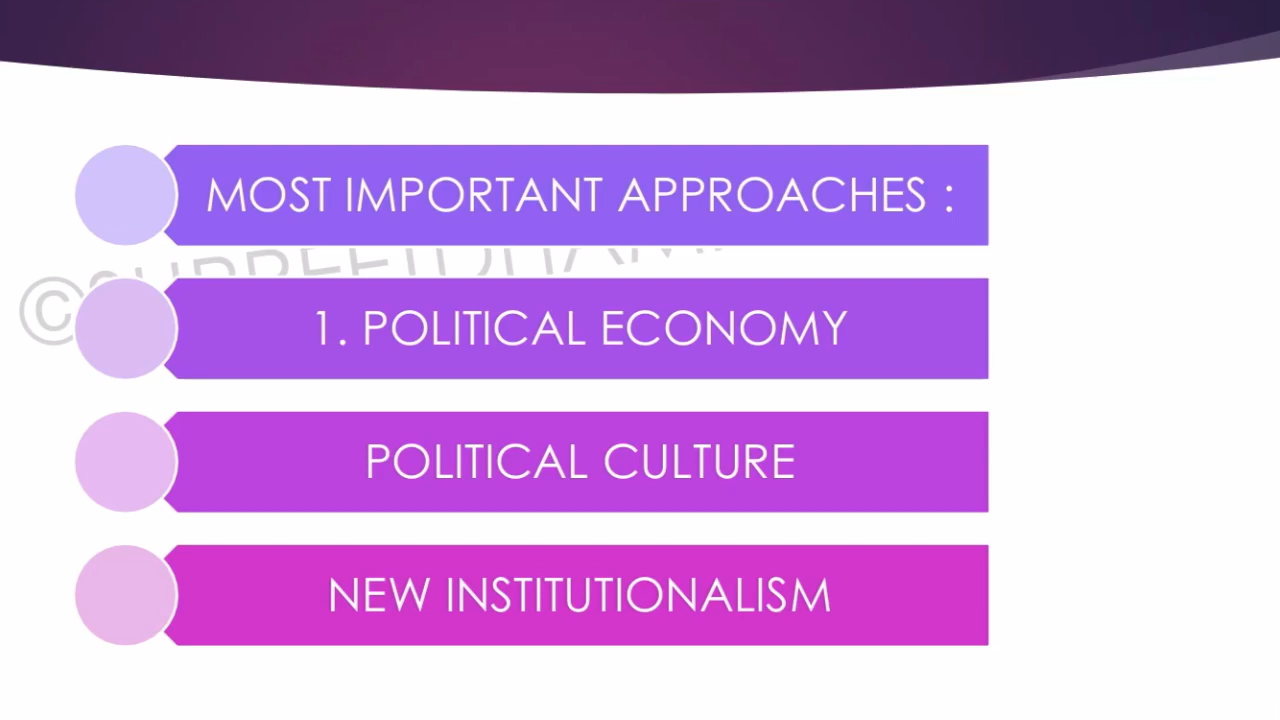 MOST IMPORTANT APPROACHES :
1. POLITICAL ECONOMY
POLITICAL CULTURE
NEW INSTITUTIONALISM